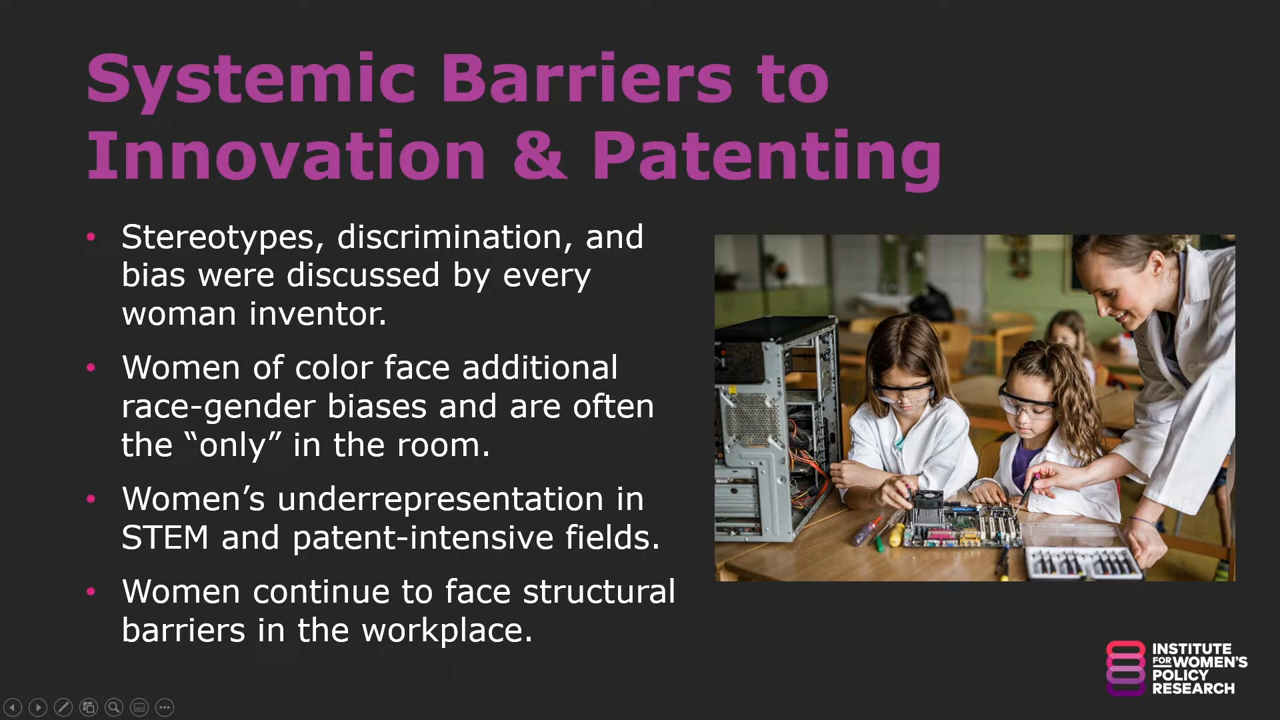 Systemic Barriers to
Innovation & Patenting
• Stereotypes, discrimination, and
bias were discussed by every
woman inventor.
• Women of color face additional
race-gender biases and are often
the “only” in the room.
• Women’s underrepresentation in
STEM and patent-intensive fields.
• Women continue to face structural
barriers in the workplace.
INSTITUTE
FOR WOMEN'S
POLICY
RESEARCH